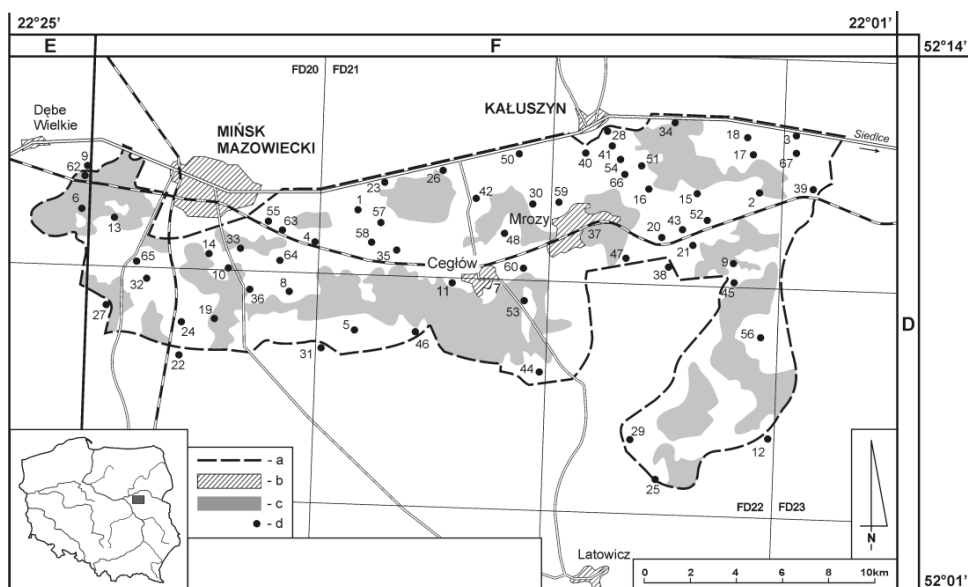 22°25' 22°01'
E F 52°14'
FD20 FD21
Dębe
Wielkie
MIŃSK
MAZOWIECKI
KAŁUSZYN
Siedlce
34 18 3
28
41
9 50 40 51 17 67
62 26 54
23 66
6 1 42 30 59 16 15 2 39
13 55 63 57 Mrozy
4 58 48 37 20 43 52
14 33 35 21
65 64 Cegłów 60 47 38 9
10
32 36 8 11 7 45
27 53
19 5 D
24 46 56
22 31
44
29
12
25
- a
- b
- c
- d
FD22 FD23
N
Latowicz
0 2 4 6 8 10km
52°01'